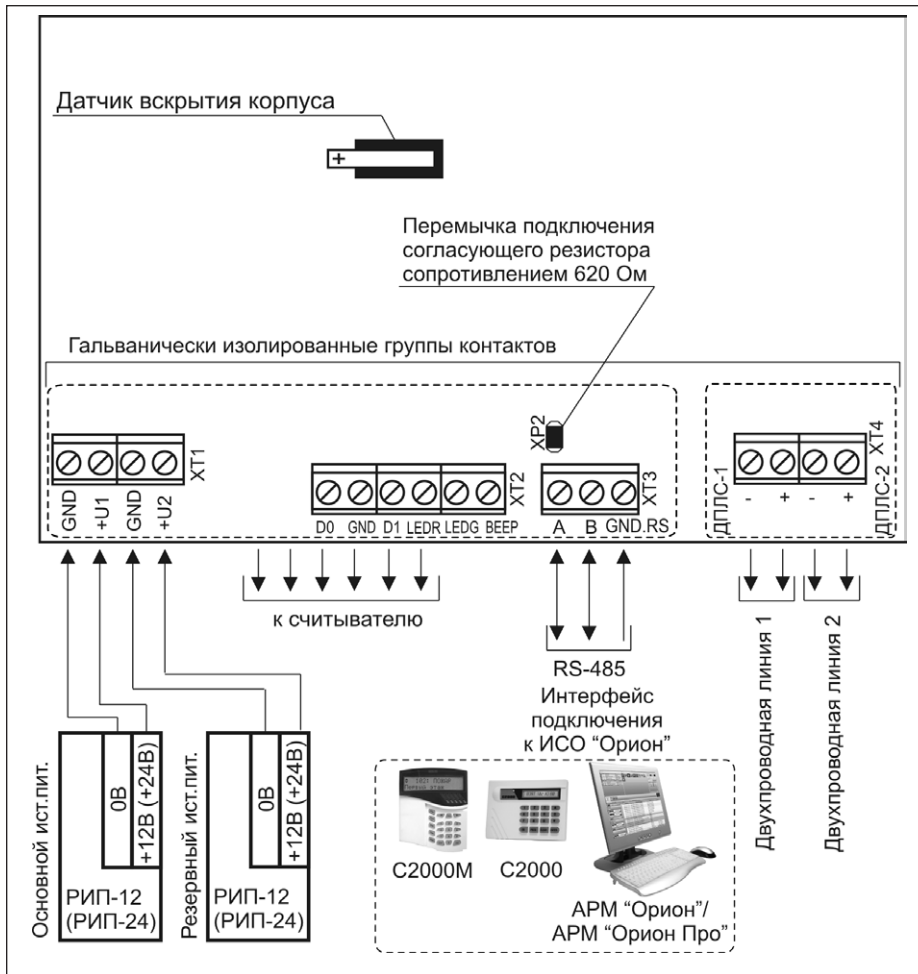 Датчик вскрытия корпуса
+
Перемычка подключения
согласующего резистора
сопротивлением 620 Ом
Гальванически изолированные группы контактов
XT1
GND
+U1
GND
+U2
XT2
D0 GND D1 LEDR LEDG BEEP
XP2
XT3
A B GND.RS
ДПЛС-1
- + - +
XT4
ДПЛС-2
к считывателю
RS-485
Интерфейс
подключения
к ИСО “Орион”
Двухпроводная линия 1
Двухпроводная линия 2
Основной ист.пит.
0В
+12В (+24В)
РИП-12
(РИП-24)
Резервный ист.пит.
0В
+12В (+24В)
РИП-12
(РИП-24)
С2000М
С2000
АРМ “Орион”/
АРМ “Орион Про”